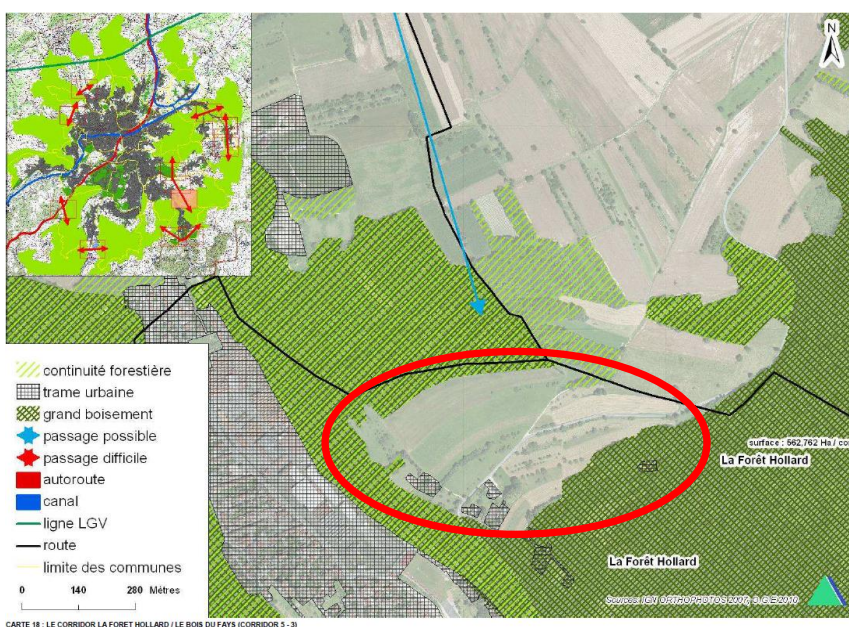 N
continuité forestière
trame urbaine
grand boisement
passage possible
passage difficile
autoroute
canal
ligne LGV
route
limite des communes
0 140 280 Mètres
surface : 562,762 Ha / co
La Forêt Hollard
La Forêt Hollard
CARTE 18 : LE CORRIDOR LA FORET HOLLARD / LE BOIS DU FAYS (CORRIDOR 5 - 3)